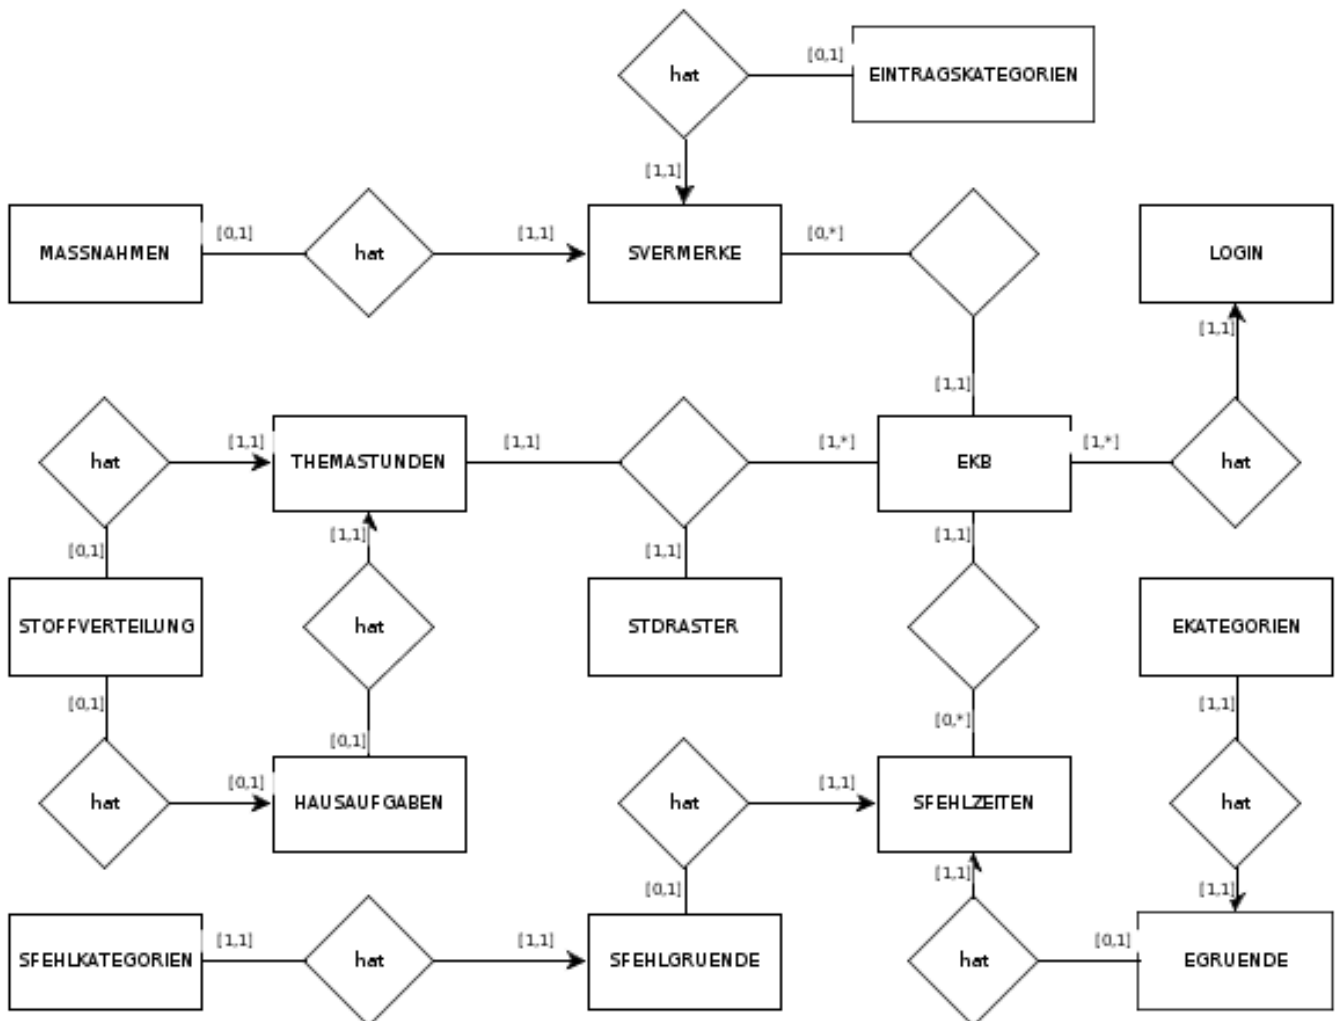 hat
[0,1]
EINTRAGSKATEGORIEN
[1,1]
MASSNAHMEN
[0,1]
hat
[1,1]
SVERMERKE
[0,*]
LOGIN
[1,1]
[1,1]
hat
[1,1]
THEMASTUNDEN
[1,1]
[1,*]
EKB
[1,*]
hat
[0,1]
[1,1]
[1,1]
[1,1]
STOFFVERTEILUNG
hat
STDRASTER
EKATEGORIEN
[0,1]
[0,1]
[0,*]
[1,1]
hat
[0,1]
HAUSAUFGABEN
hat
[1,1]
SFEHLZEITEN
hat
[0,1]
[1,1]
[1,1]
SFEHLKATEGORIEN
[1,1]
hat
[1,1]
SFEHLGRUENDE
hat
[0,1]
EGRUENDE